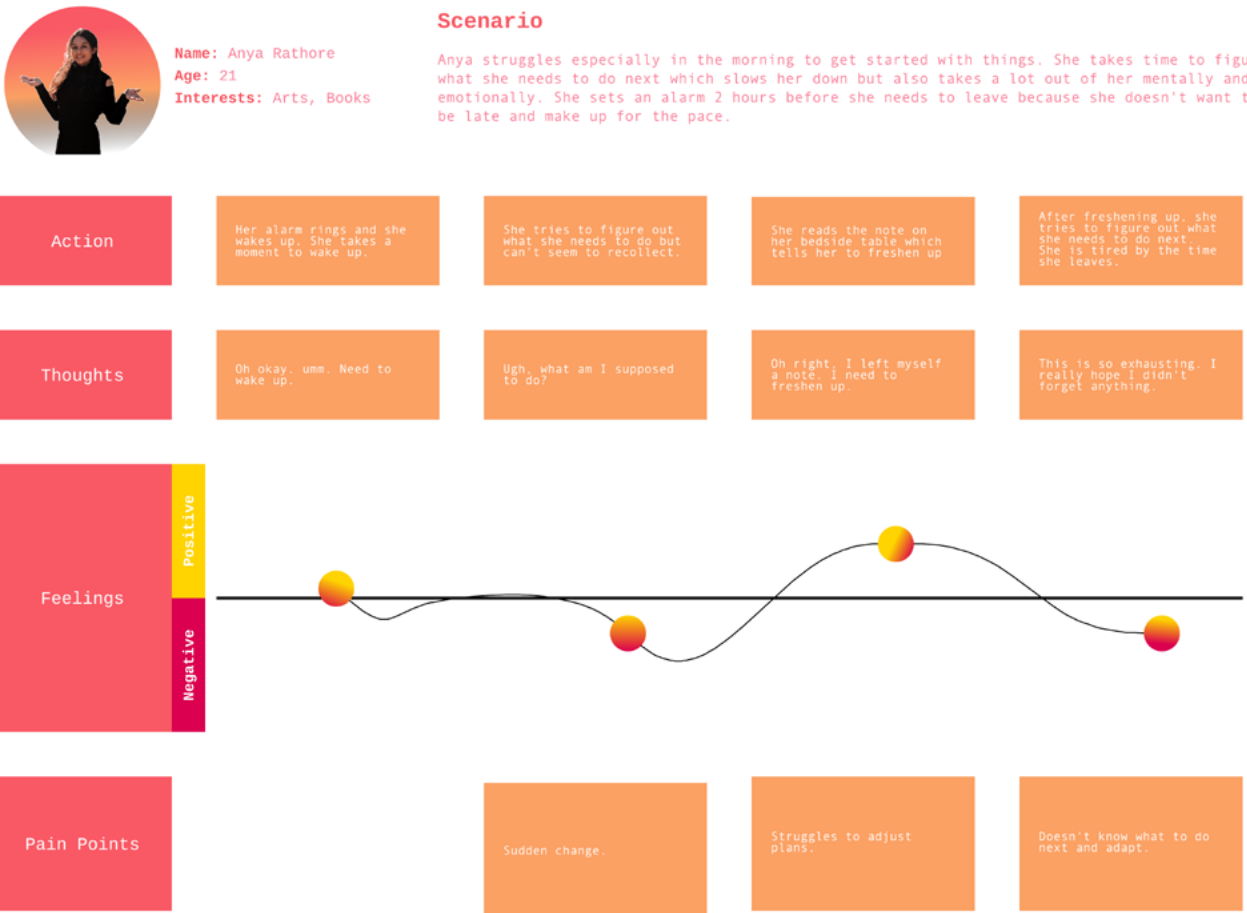 Scenario
Name: Anya Rathore
Age: 21
Interests: Arts, Books
Anya struggles especially in the morning to get started with things. She takes time to figu
what she needs to do next which slows her down but also takes a lot out of her mentally and
emotionally. She sets an alarm 2 hours before she needs to leave because she doesn't want t
be late and make up for the pace.
Action
Her alarm rings and she
wakes up. She takes a
moment to wake up.
She tries to figure out
what she needs to do but
can't seem to recollect.
She reads the note on
her bedside table which
tells her to freshen up
After freshening up, she
tries to figure out what
she needs to do next.
She is tired by the time
she leaves.
Thoughts
Oh okay. umm. Need to
wake up.
Ugh, what am I supposed
to do?
Oh right, I left myself
a note. I need to
freshen up.
This is so exhausting. I
really hope I didn't
forget anything.
Feelings
Positive
Negative
Pain Points
Sudden change.
Struggles to adjust
plans.
Doesn't know what to do
next and adapt.